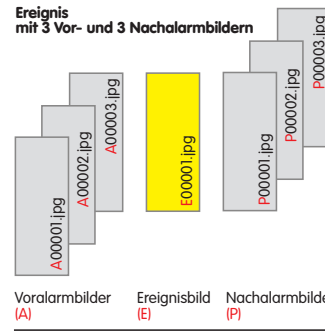 Ereignis
mit 3 Vor- und 3 Nachalarmbildern
A00001.jpg
A00002.jpg
A00003.jpg
E00001.jpg
P00001.jpg
P00002.jpg
P00003.jpg
Voralarmbilder
(A)
Ereignisbild
(E)
Nachalarmbilde
(P)